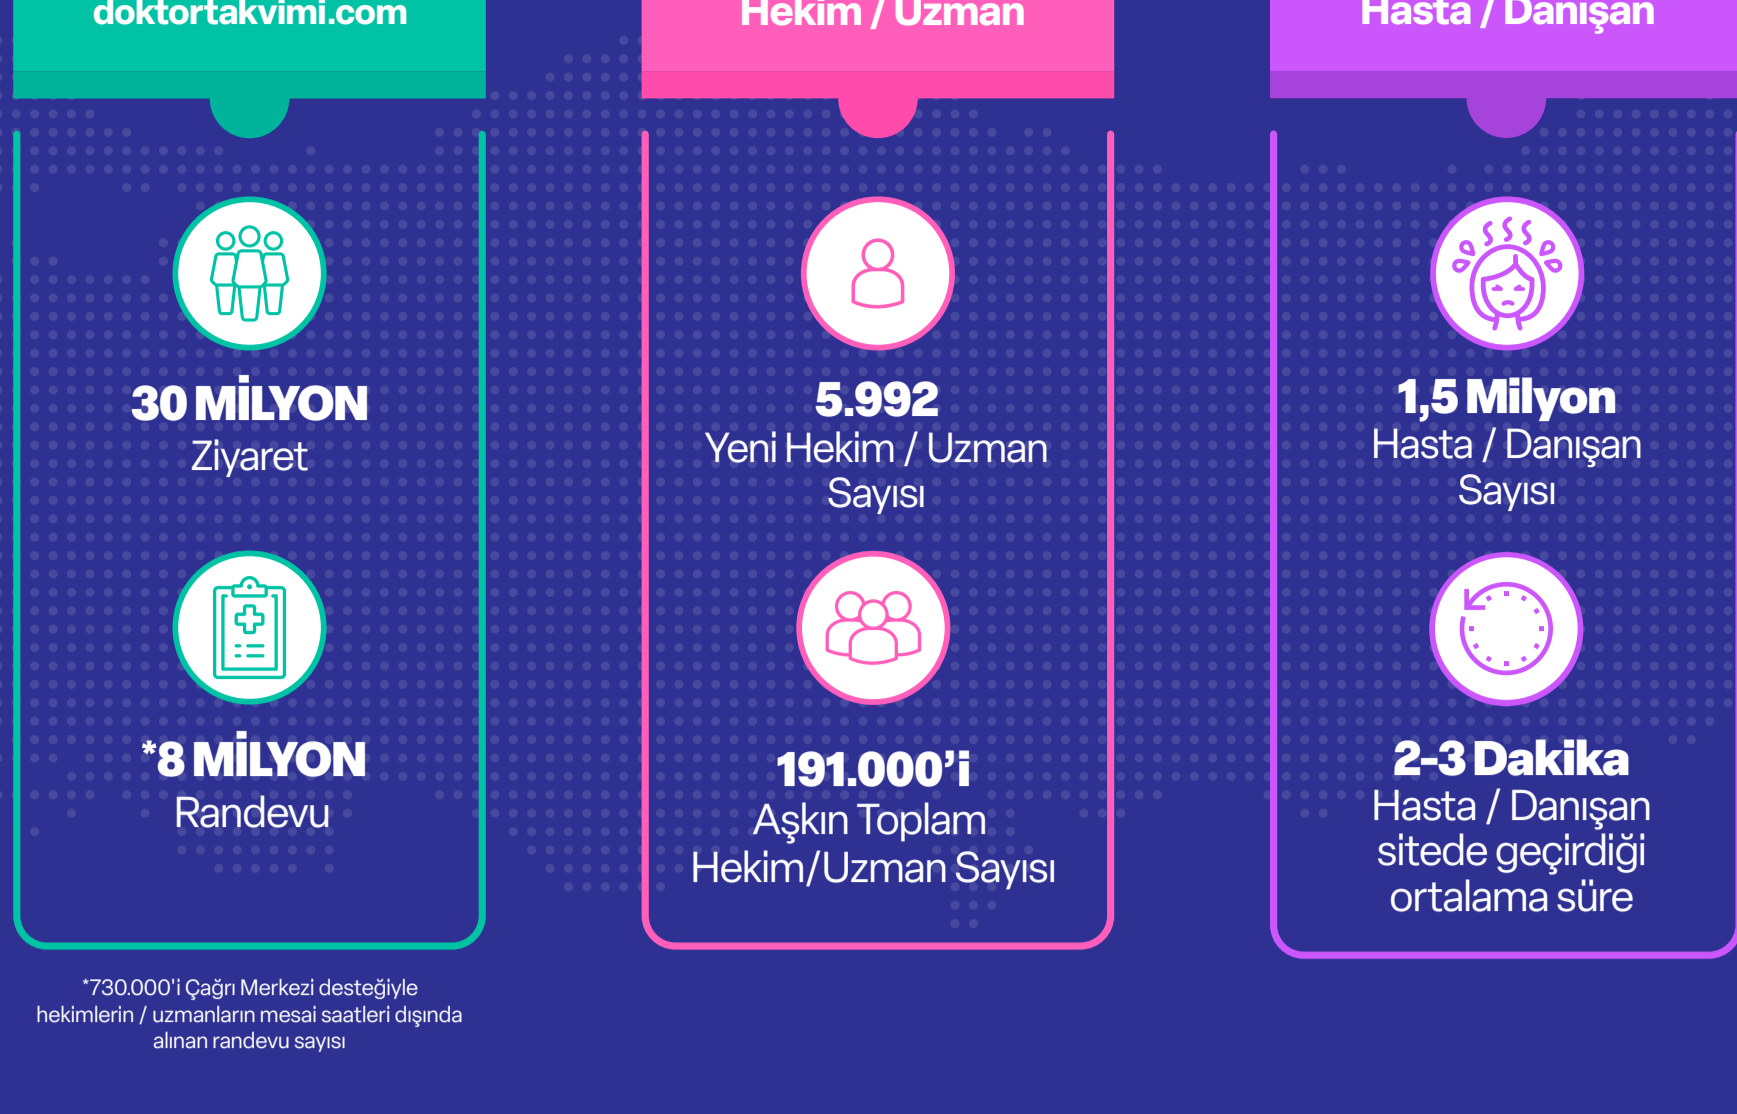 doktortakvimi.com
30 MİLYON
Ziyaret
*8 MİLYON
Randevu
*730.000'i Çağrı Merkezi desteğiyle
hekimlerin / uzmanların mesai saatleri dışında
alınan randevu sayısı
Hekim / Uzman
5.992
Yeni Hekim / Uzman
Sayısı
191.000’i
Aşkın Toplam
Hekim/Uzman Sayısı
Hasta / Danışan
1,5 Milyon
Hasta / Danışan
Sayısı
2-3 Dakika
Hasta / Danışan
sitede geçirdiği
ortalama süre